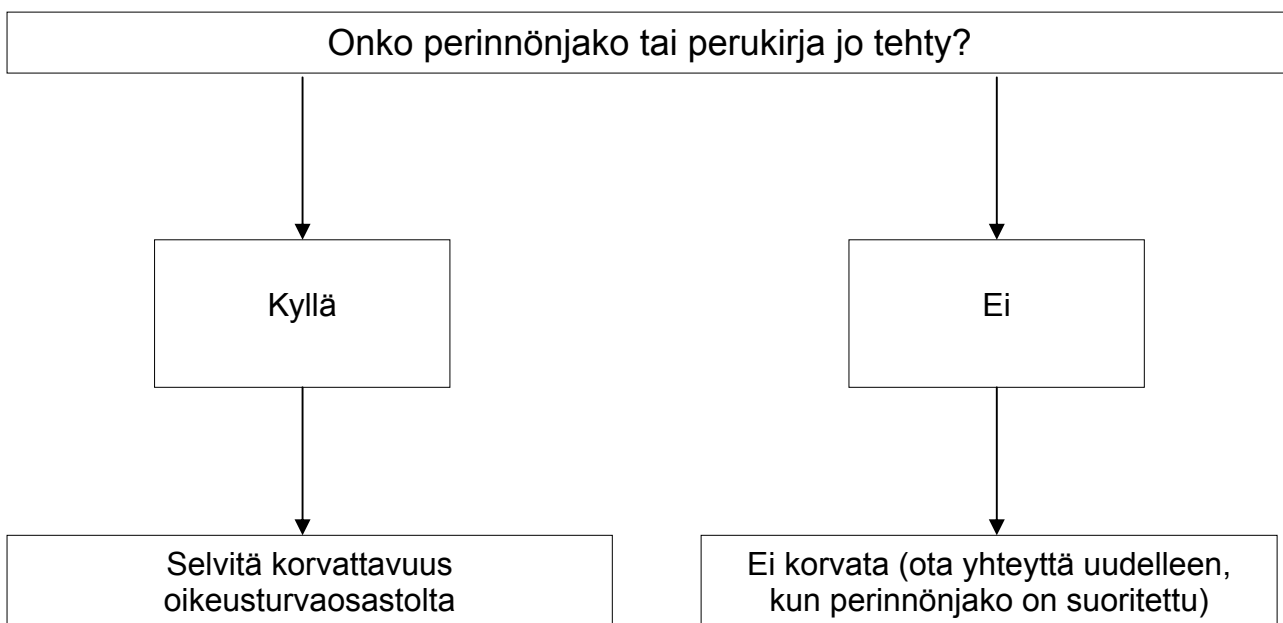 Onko perinnönjako tai perukirja jo tehty?
Kyllä
Ei
Selvitä korvattavuus
oikeusturvaosastolta
Ei korvata (ota yhteyttä uudelleen,
kun perinnönjako on suoritettu)